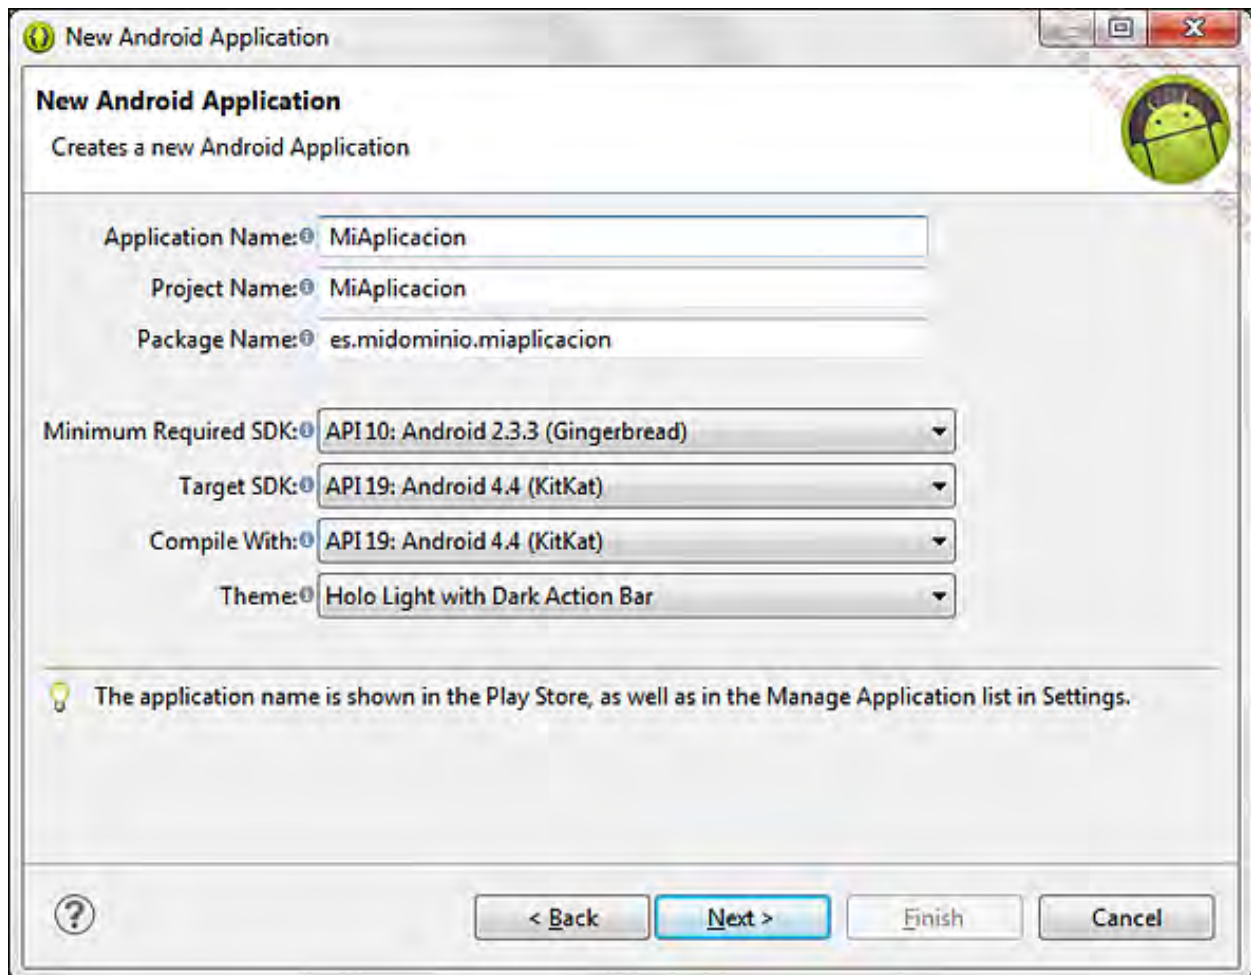 New Android Application
New Android Application
Creates a new Android Application
Application Name: MiAplicacion
Project Name: MiAplicacion
Package Name: es.midominio.miaplicacion
Minimum Required SDK: API 10: Android 2.3.3 (Gingerbread)
Target SDK: API 19: Android 4.4 (KitKat)
Compile With: API 19: Android 4.4 (KitKat)
Theme: Holo Light with Dark Action Bar
The application name is shown in the Play Store, as well as in the Manage Application list in Settings.
< Back Next > Finish Cancel